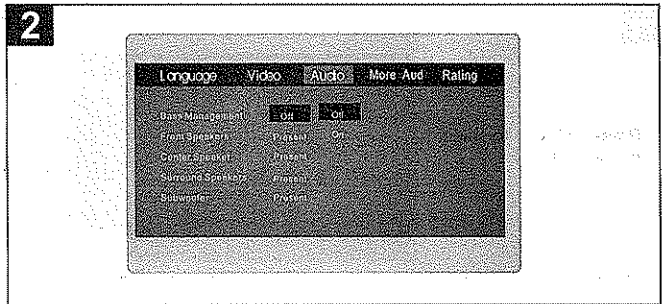 2
Language Video Audio More Aud Rating
Bass Management Off Off
Front Speakers Present On
Center Speaker Present
Surround Speakers Present
Subwoofer Present